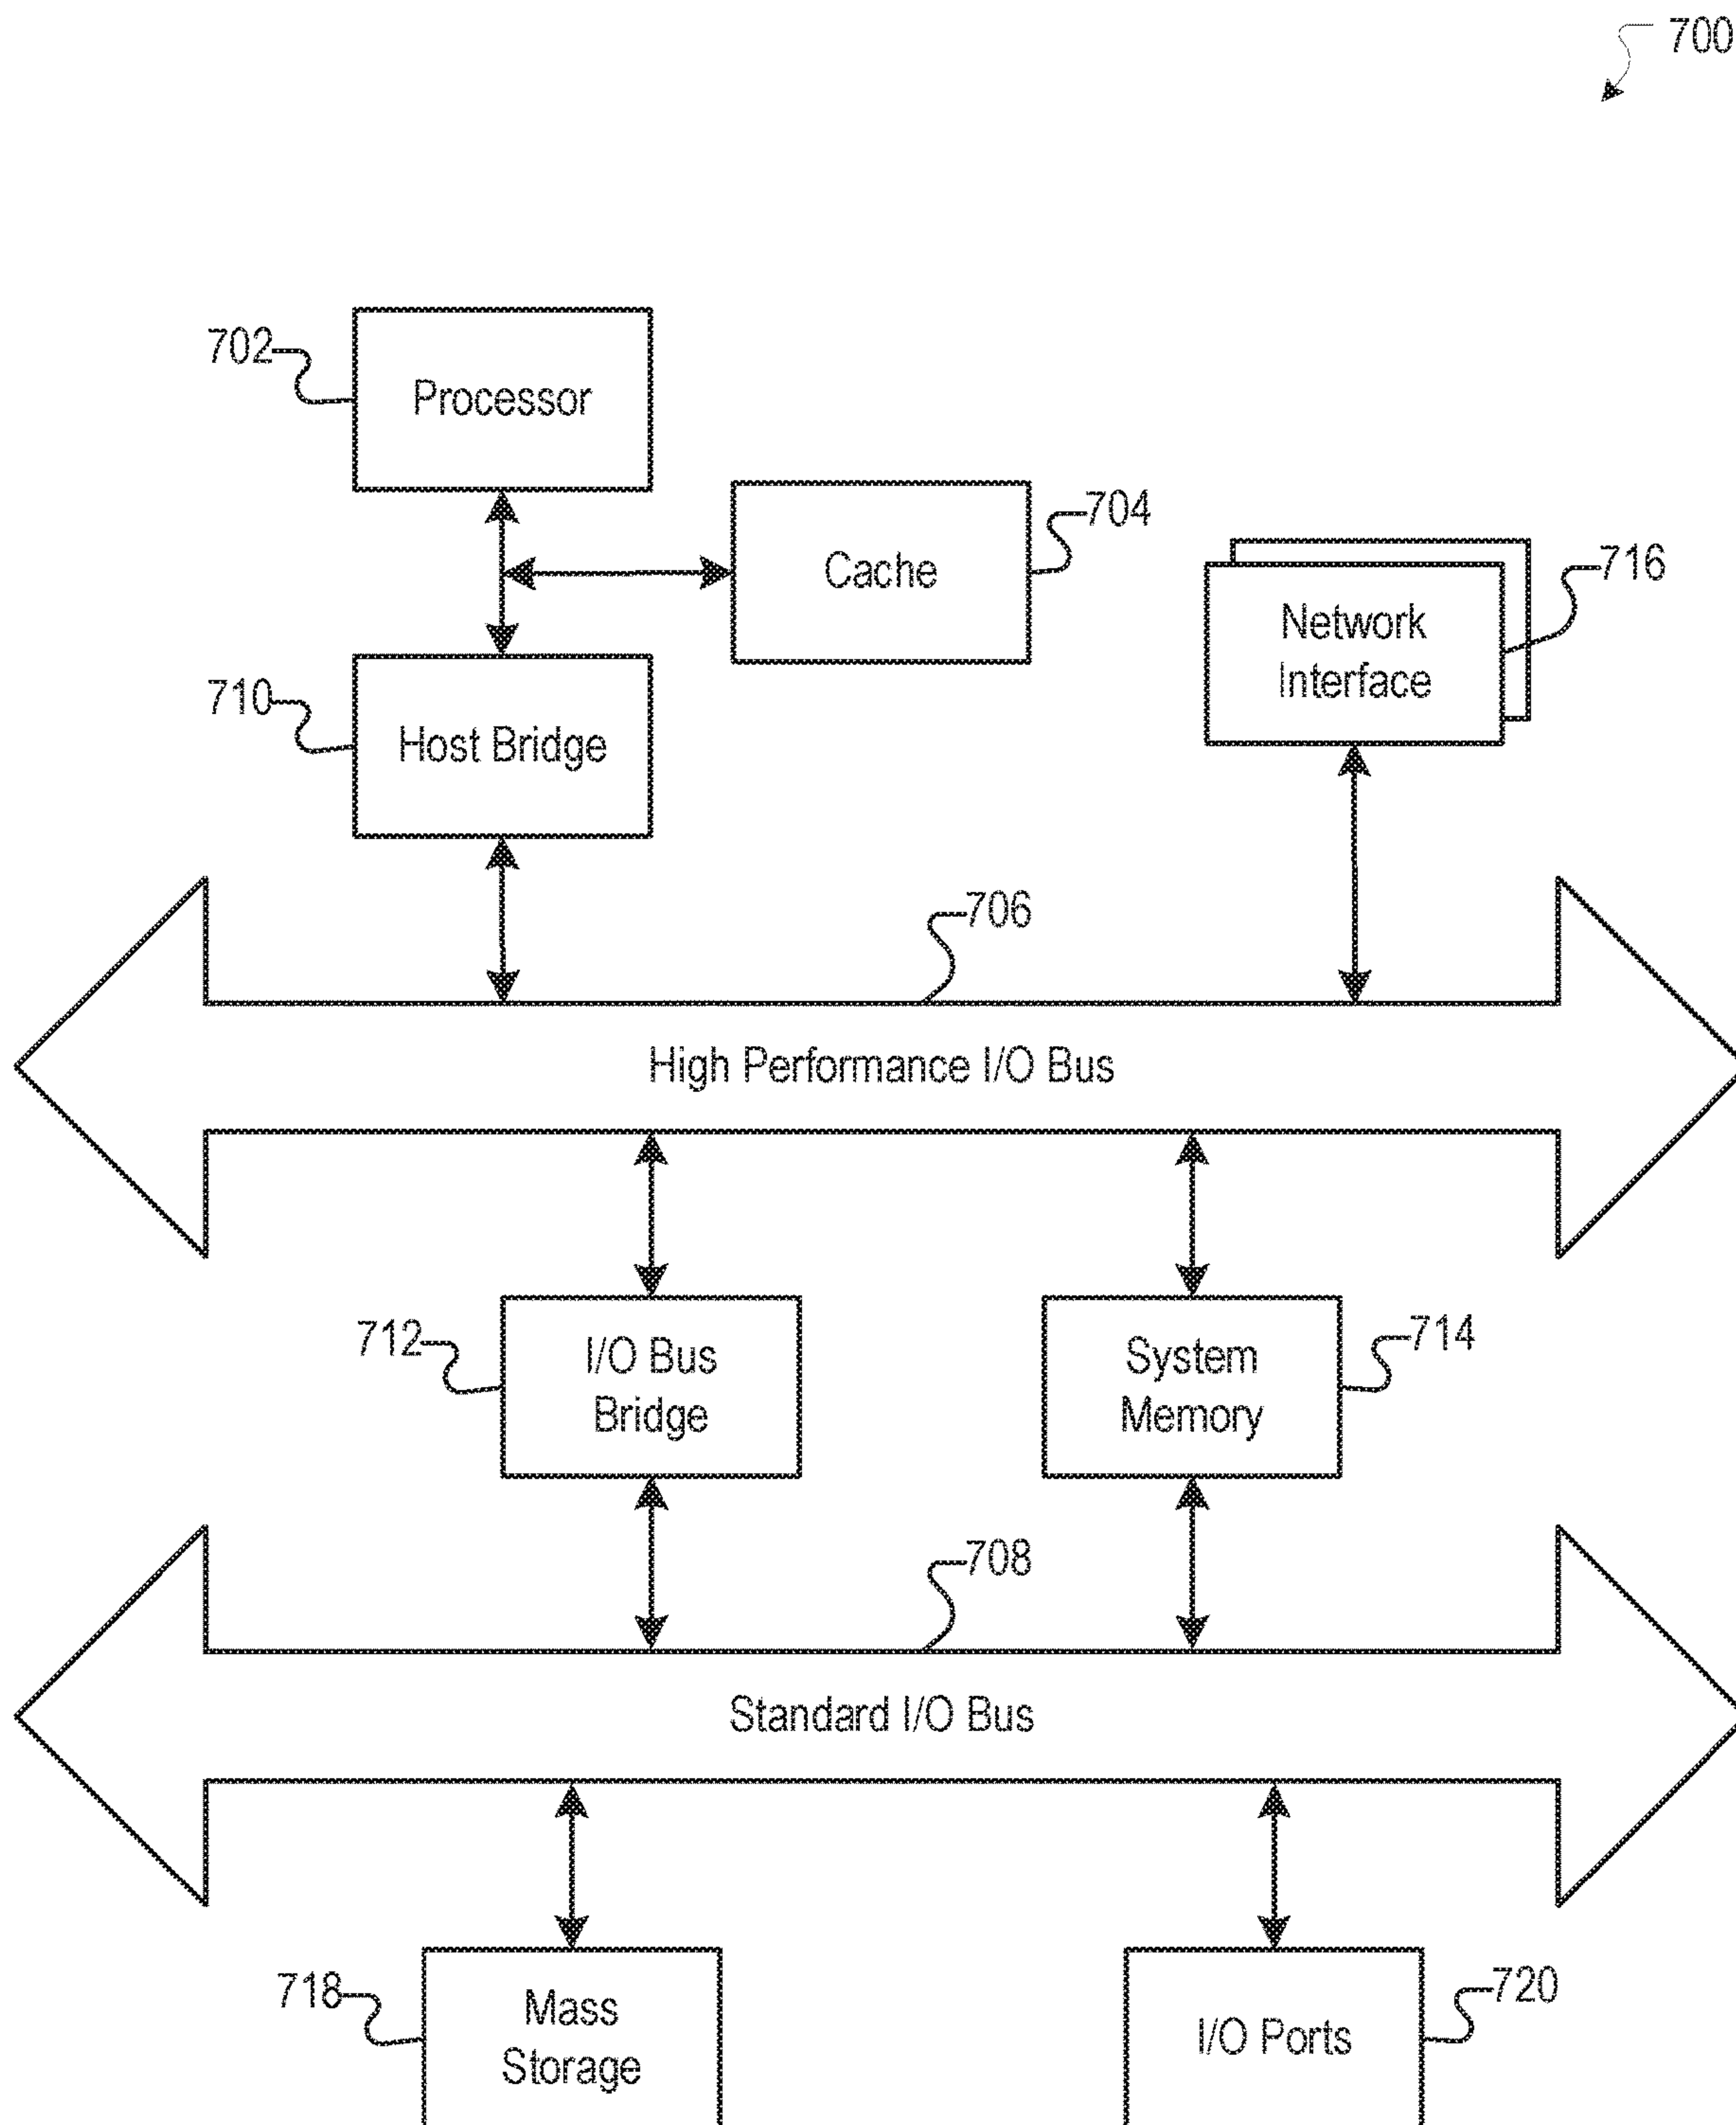 700
702
Processor
704
Cache
716
Network
Interface
710
Host Bridge
706
High Performance I/O Bus
712
I/O Bus
Bridge
714
System
Memory
708
Standard I/O Bus
718
Mass
Storage
720
I/O Ports